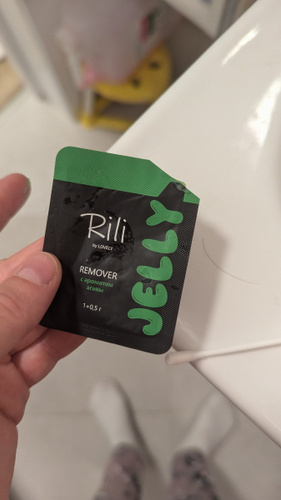 Rili
by LOVELY
REMOVER
с ароматом
агавы
1+0,5 г
JELLY